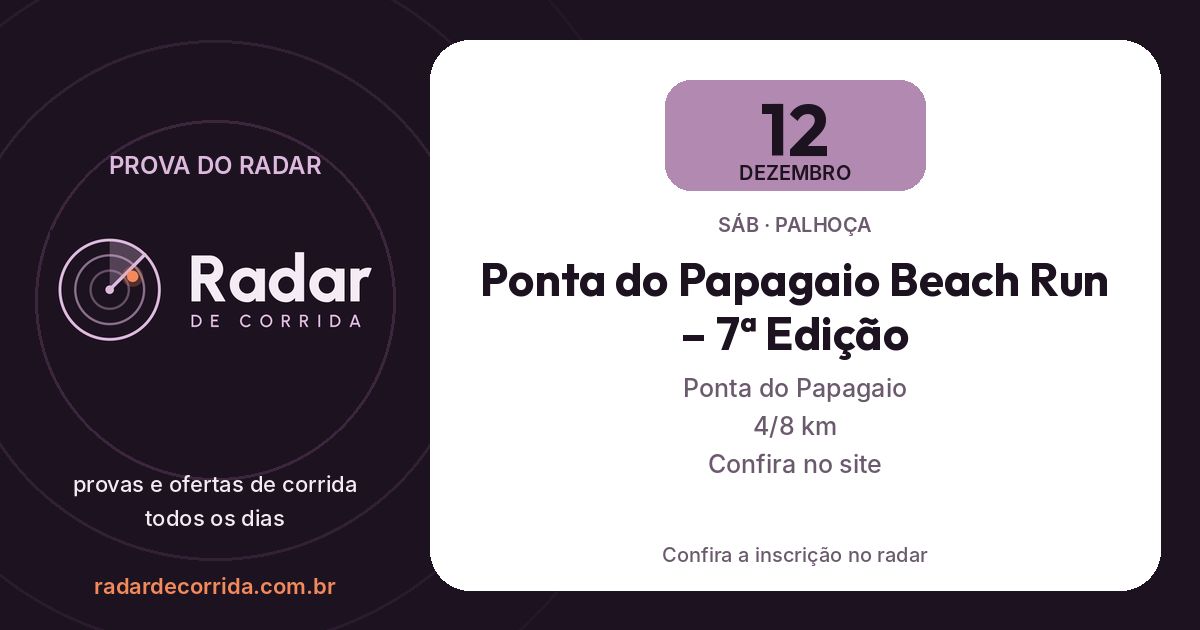 PROVA DO RADAR
Radar
DE CORRIDA
provas e ofertas de corrida
todos os dias
radardecorrida.com.br
12
DEZEMBRO
SÁB · PALHOÇA
Ponta do Papagaio Beach Run
– 7ª Edição
Ponta do Papagaio
4/8 km
Confira no site
Confira a inscrição no radar